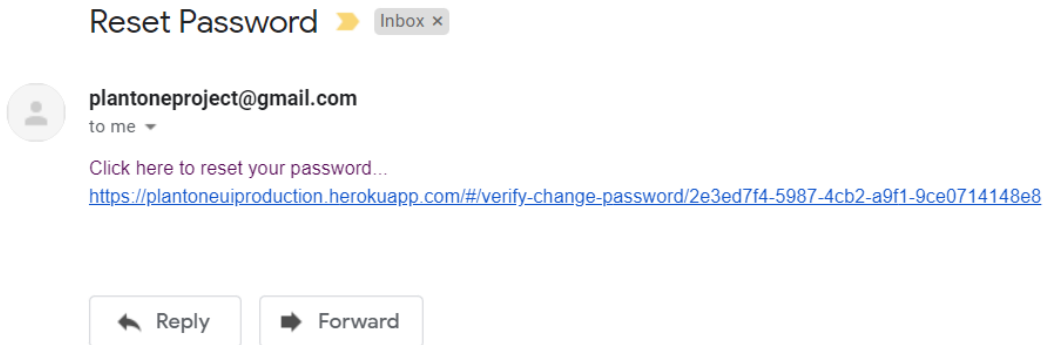 Reset Password Inbox ×
plantoneproject@gmail.com
to me
Click here to reset your password...
https://plantoneuiproduction.herokuapp.com/#/verify-change-password/2e3ed7f4-5987-4cb2-a9f1-9ce0714148e8
Reply Forward